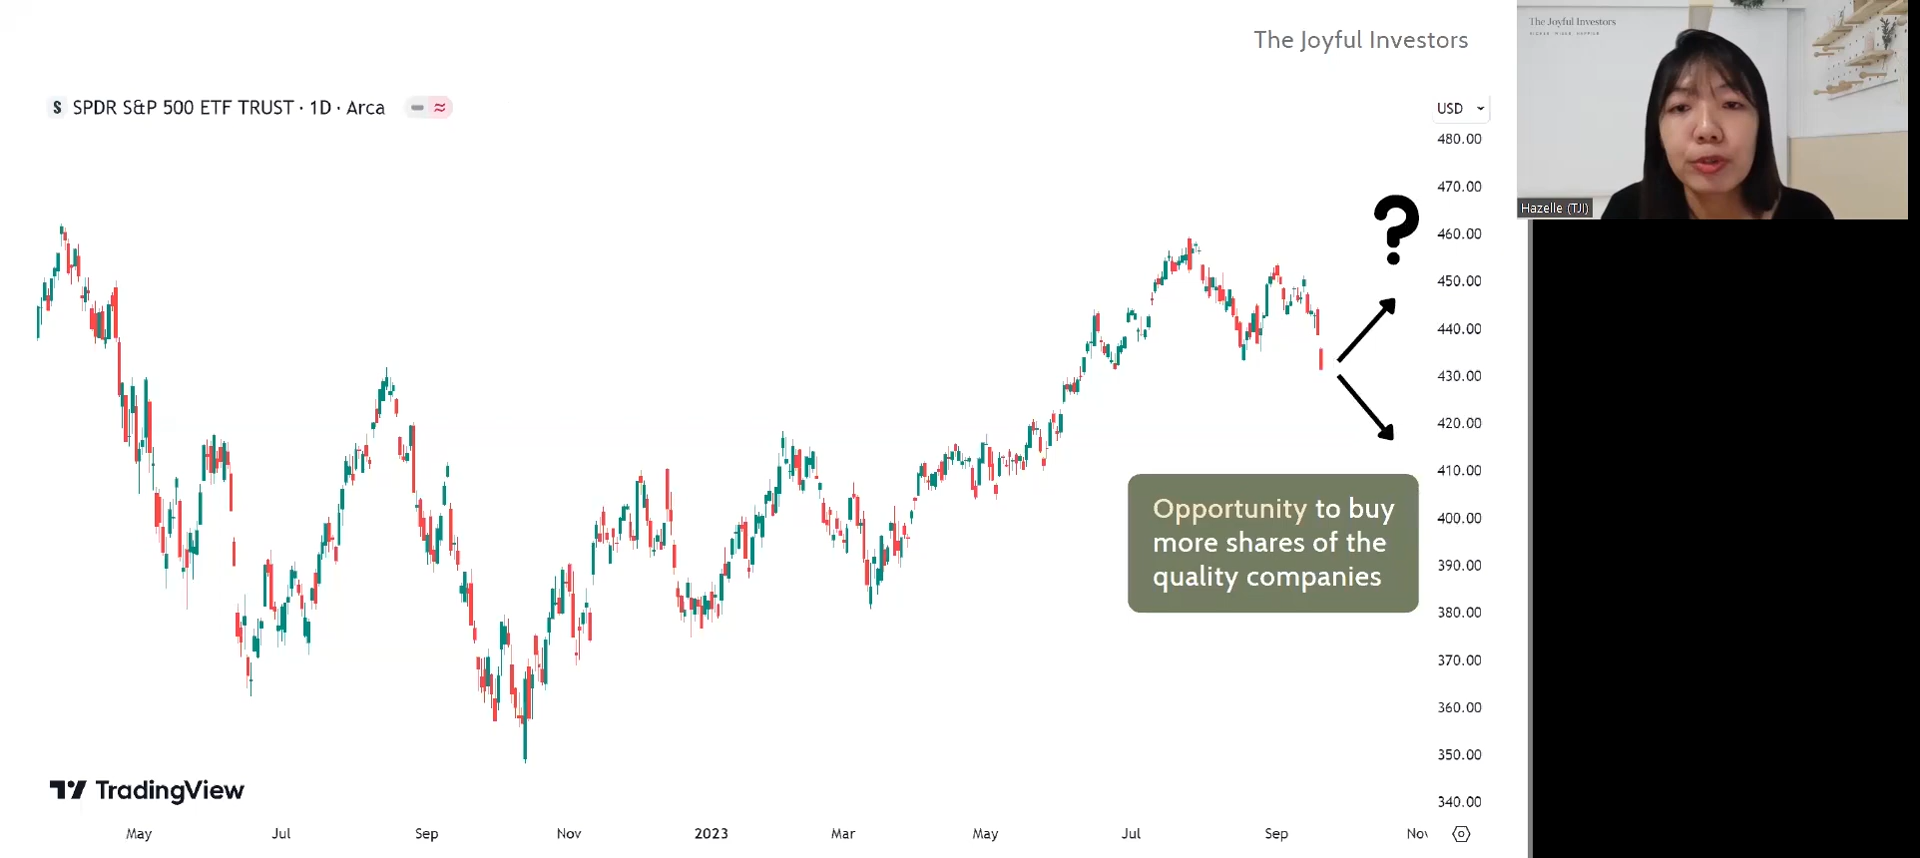 The Joyful Investors
The Joyful Investors
Hazelle (TJI)
S SPDR S&P 500 ETF TRUST · 1D · Arca
USD
480.00
470.00
460.00
450.00
440.00
430.00
420.00
410.00
400.00
390.00
380.00
370.00
360.00
350.00
340.00
?
Opportunity to buy
more shares of the
quality companies
TradingView
May Jul Sep Nov 2023 Mar May Jul Sep Nov